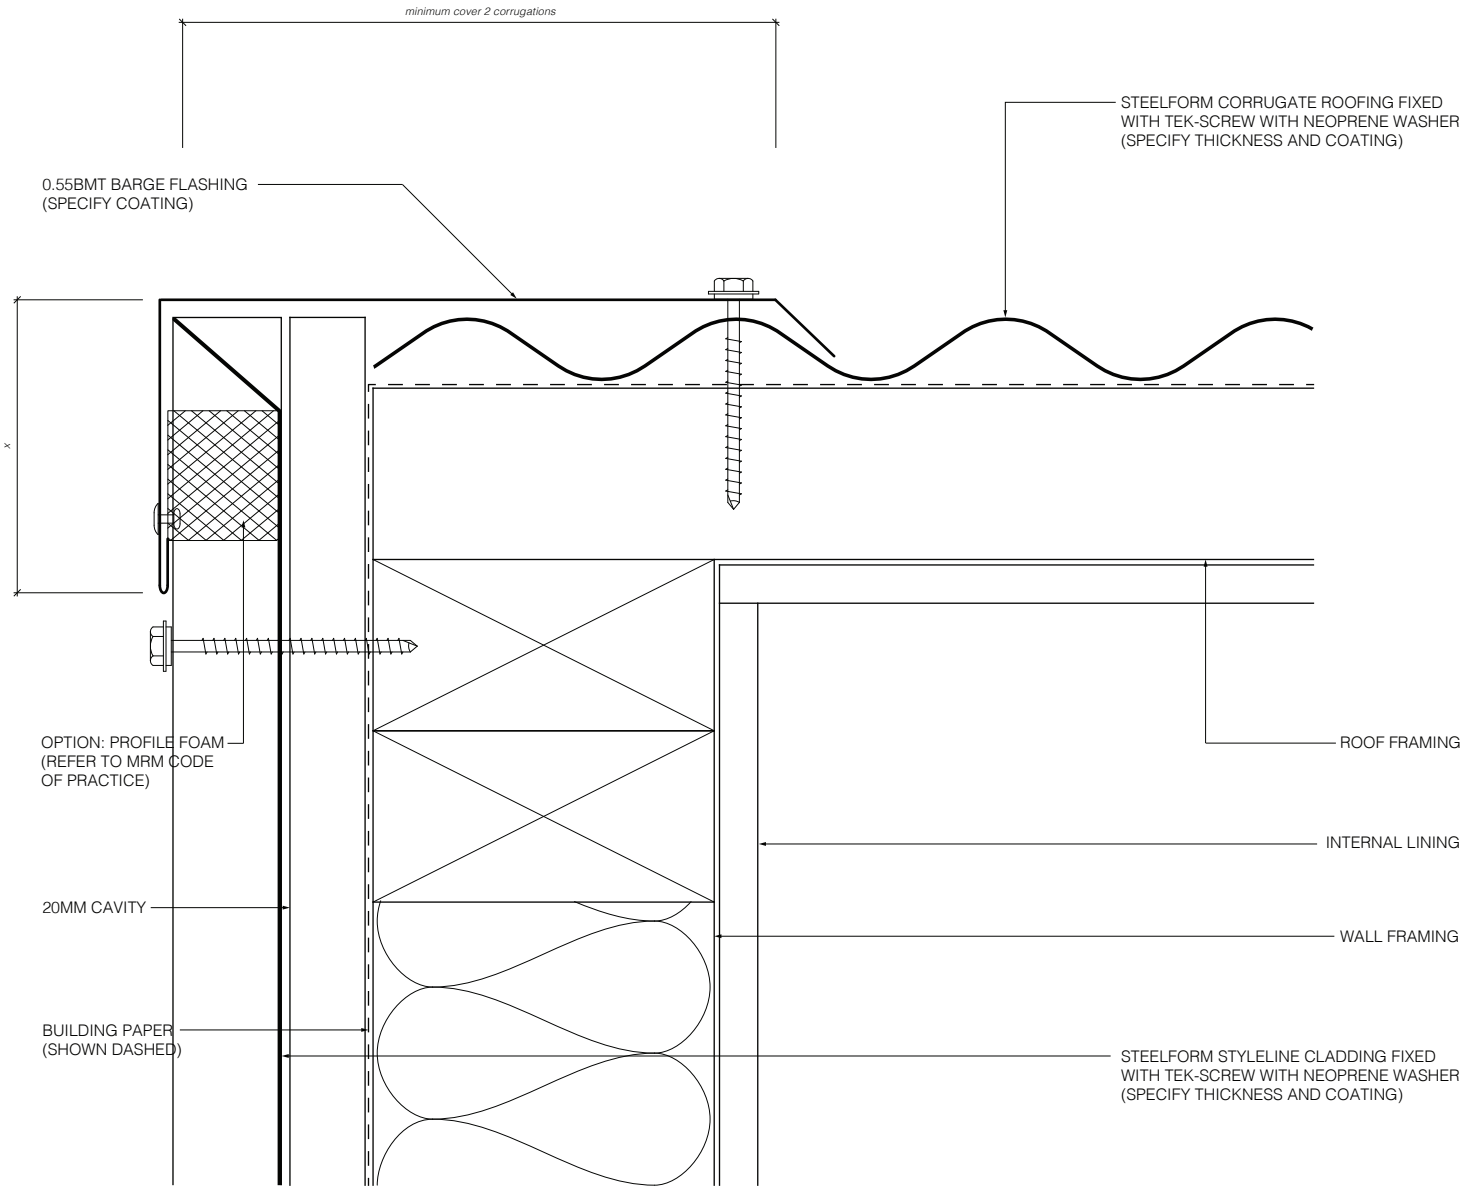 minimum cover 2 corrugations
STEELFORM CORRUGATE ROOFING FIXED
WITH TEK-SCREW WITH NEOPRENE WASHER
(SPECIFY THICKNESS AND COATING)
0.55BMT BARGE FLASHING
(SPECIFY COATING)
x
OPTION: PROFILE FOAM
(REFER TO MRM CODE
OF PRACTICE)
ROOF FRAMING
INTERNAL LINING
20MM CAVITY
WALL FRAMING
BUILDING PAPER
(SHOWN DASHED)
STEELFORM STYLELINE CLADDING FIXED
WITH TEK-SCREW WITH NEOPRENE WASHER
(SPECIFY THICKNESS AND COATING)